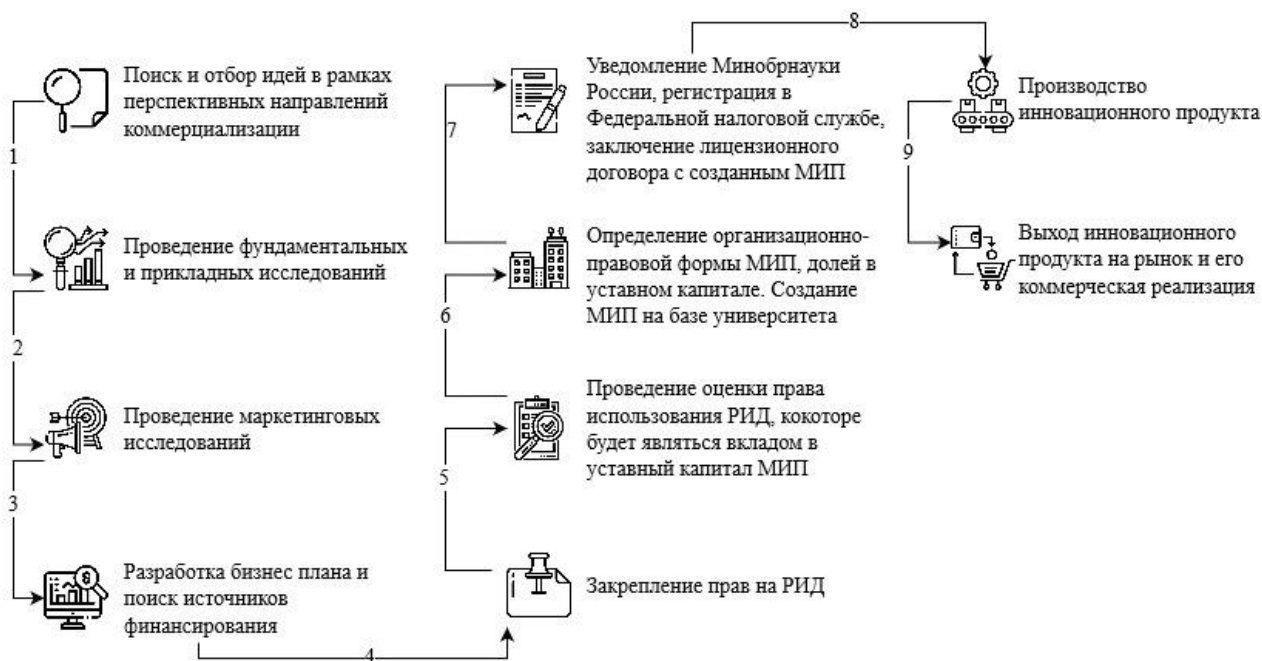 Поиск и отбор идей в рамках
перспективных направлений
коммерциализации
1
Проведение фундаментальных
и прикладных исследований
2
Проведение маркетинговых
исследований
3
Разработка бизнес плана и
поиск источников
финансирования
4
Закрепление прав на РИД
5
Проведение оценки права
использования РИД, кокоторе
будет являться вкладом в
уставный капитал МИП
6
Определение организационно-
правовой формы МИП, долей в
уставном капитале. Создание
МИП на базе университета
7
Уведомление Минобрнауки
России, регистрация в
Федеральной налоговой службе,
заключение лицензионного
договора с созданным МИП
8
Производство
инновационного продукта
9
Выход инновационного
продукта на рынок и его
коммерческая реализация